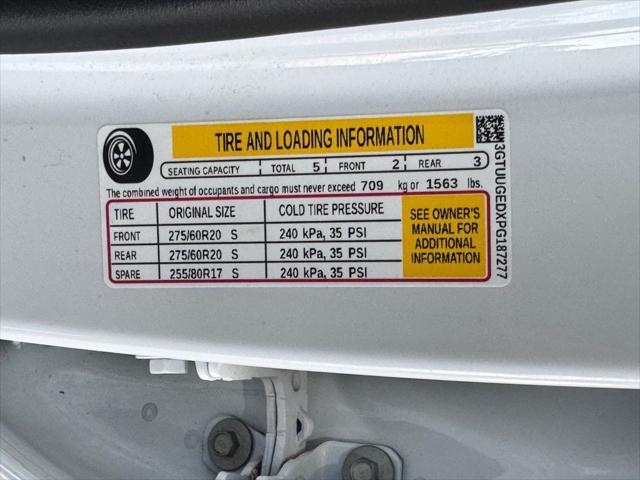 TIRE AND LOADING INFORMATION
SEATING CAPACITY TOTAL 5 FRONT 2 REAR 3
The combined weight of occupants and cargo must never exceed 709 kg or 1563 lbs.
TIRE ORIGINAL SIZE COLD TIRE PRESSURE
FRONT 275/60R20 S 240 kPa, 35 PSI
REAR 275/60R20 S 240 kPa, 35 PSI
SPARE 255/80R17 S 240 kPa, 35 PSI
SEE OWNER'S
MANUAL FOR
ADDITIONAL
INFORMATION
3GTUUGEDXPG187277